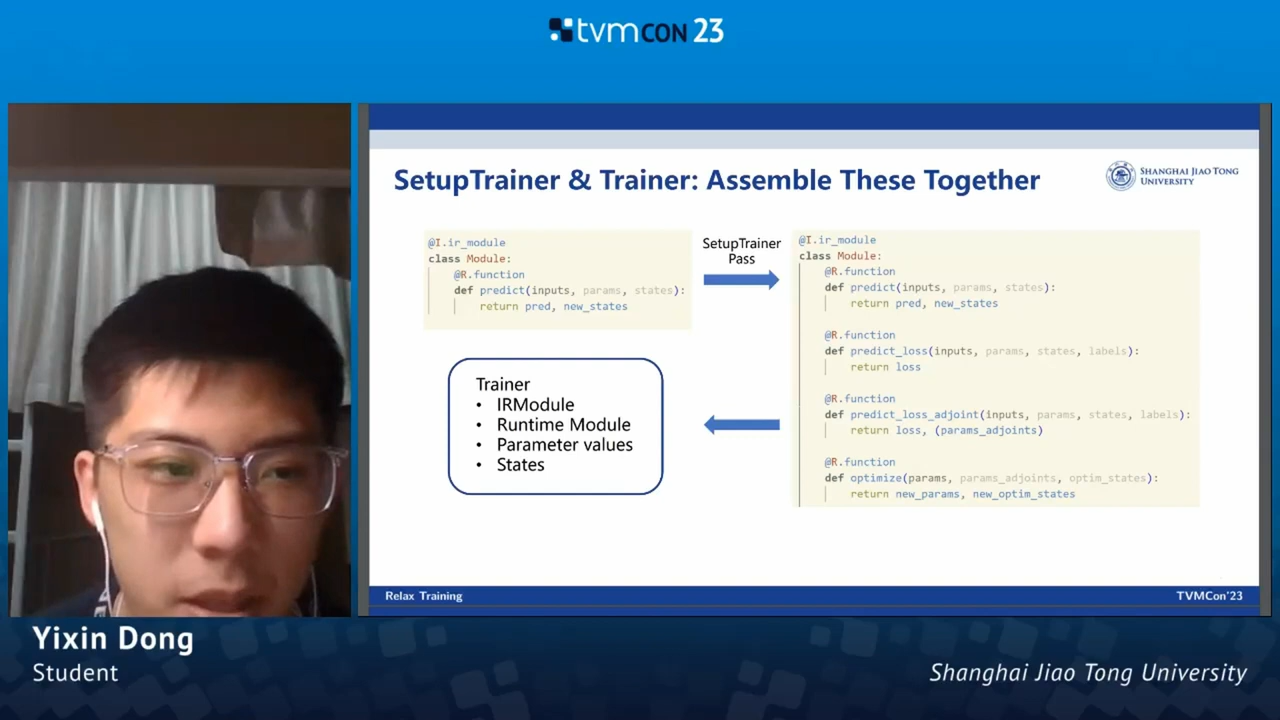 tvmcon 23
SetupTrainer & Trainer: Assemble These Together
SHANGHAI JIAO TONG
UNIVERSITY
@I.ir_module
class Module:
@R.function
def predict(inputs, params, states):
return pred, new_states
SetupTrainer
Pass
@I.ir_module
class Module:
@R.function
def predict(inputs, params, states):
return pred, new_states
@R.function
def predict_loss(inputs, params, states, labels):
return loss
@R.function
def predict_loss_adjoint(inputs, params, states, labels):
return loss, (params_adjoints)
@R.function
def optimize(params, params_adjoints, optim_states):
return new_params, new_optim_states
Trainer
• IRModule
• Runtime Module
• Parameter values
• States
Relax Training
TVMCon'23
Yixin Dong
Student
Shanghai Jiao Tong University